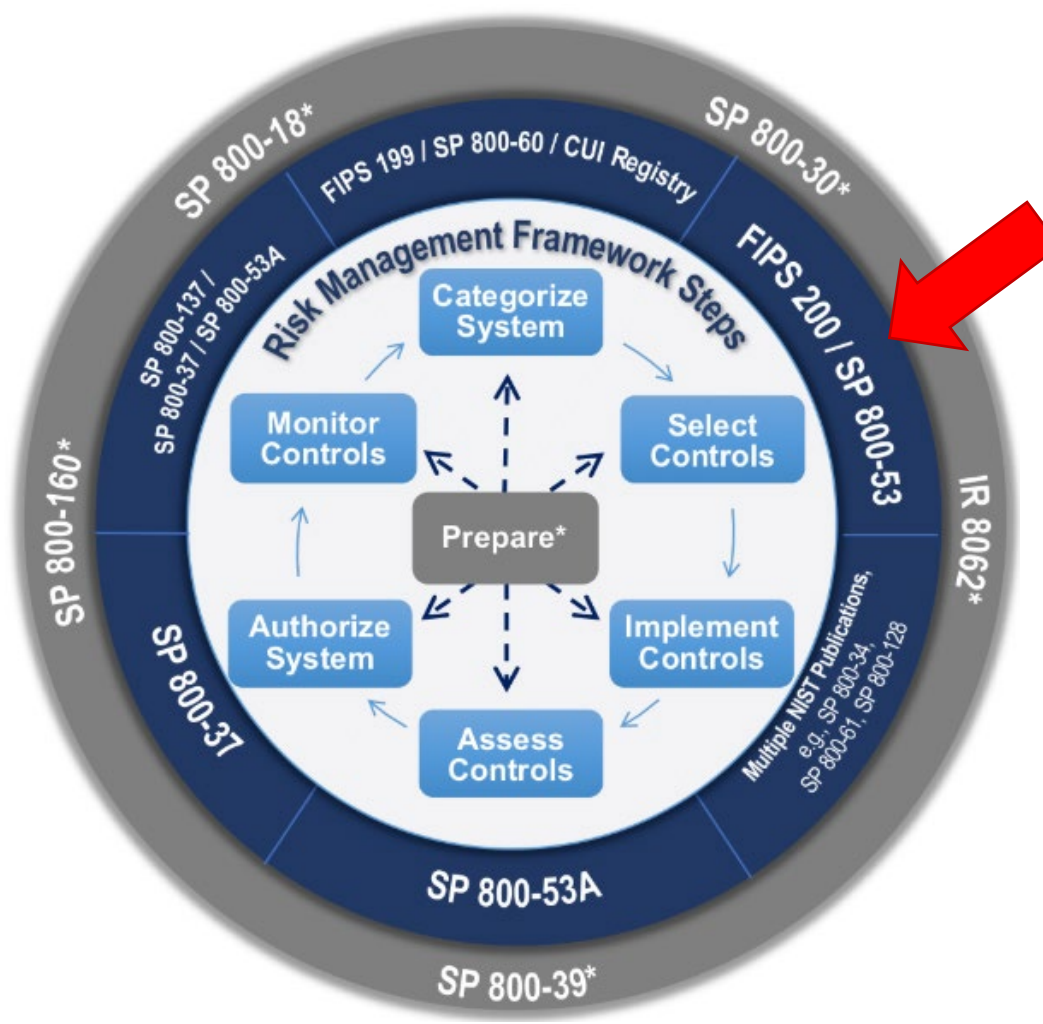 SP 800-18*
SP 800-30*
IR 8062*
SP 800-39*
SP 800-160*
FIPS 199 / SP 800-60 / CUI Registry
FIPS 200 / SP 800-53
Multiple NIST Publications,
e.g., SP 800-34,
SP 800-61, SP 800-128
SP 800-53A
SP 800-37
SP 800-137 /
SP 800-37 / SP 800-53A
Risk Management Framework Steps
Categorize
System
Select
Controls
Implement
Controls
Assess
Controls
Authorize
System
Monitor
Controls
Prepare*